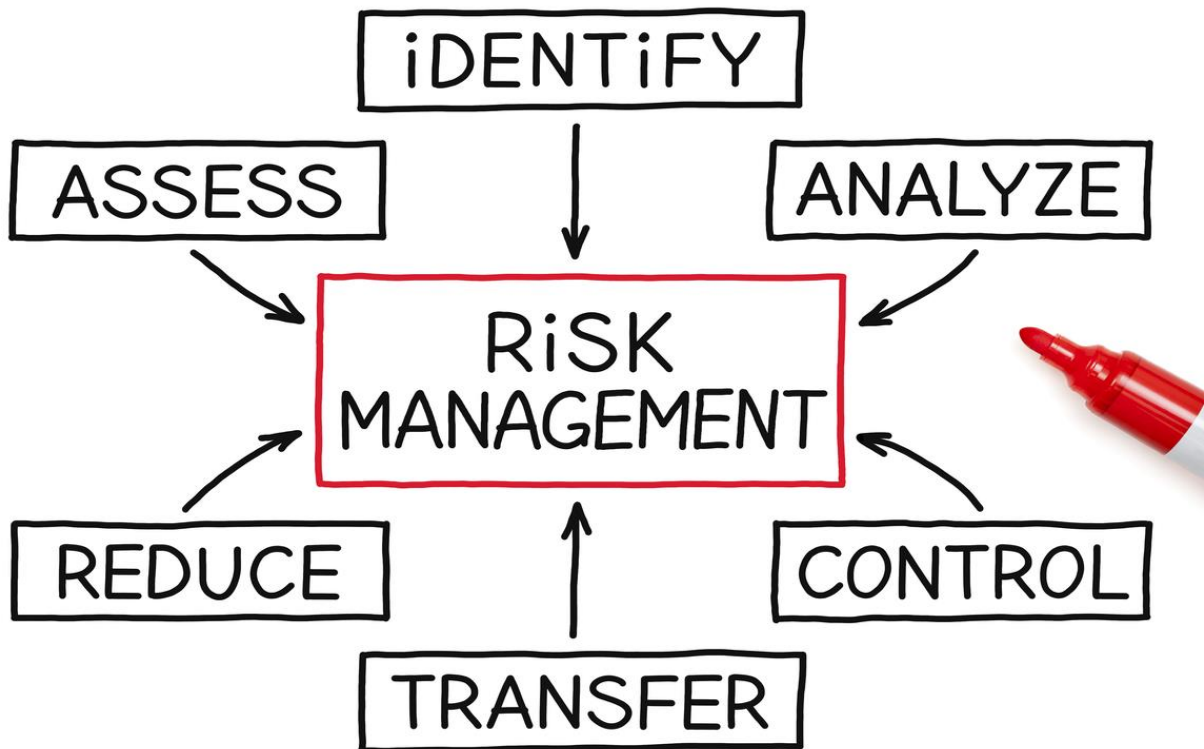 iDENTiFY
ASSESS
ANALYZE
RiSK
MANAGEMENT
REDUCE
CONTROL
TRANSFER